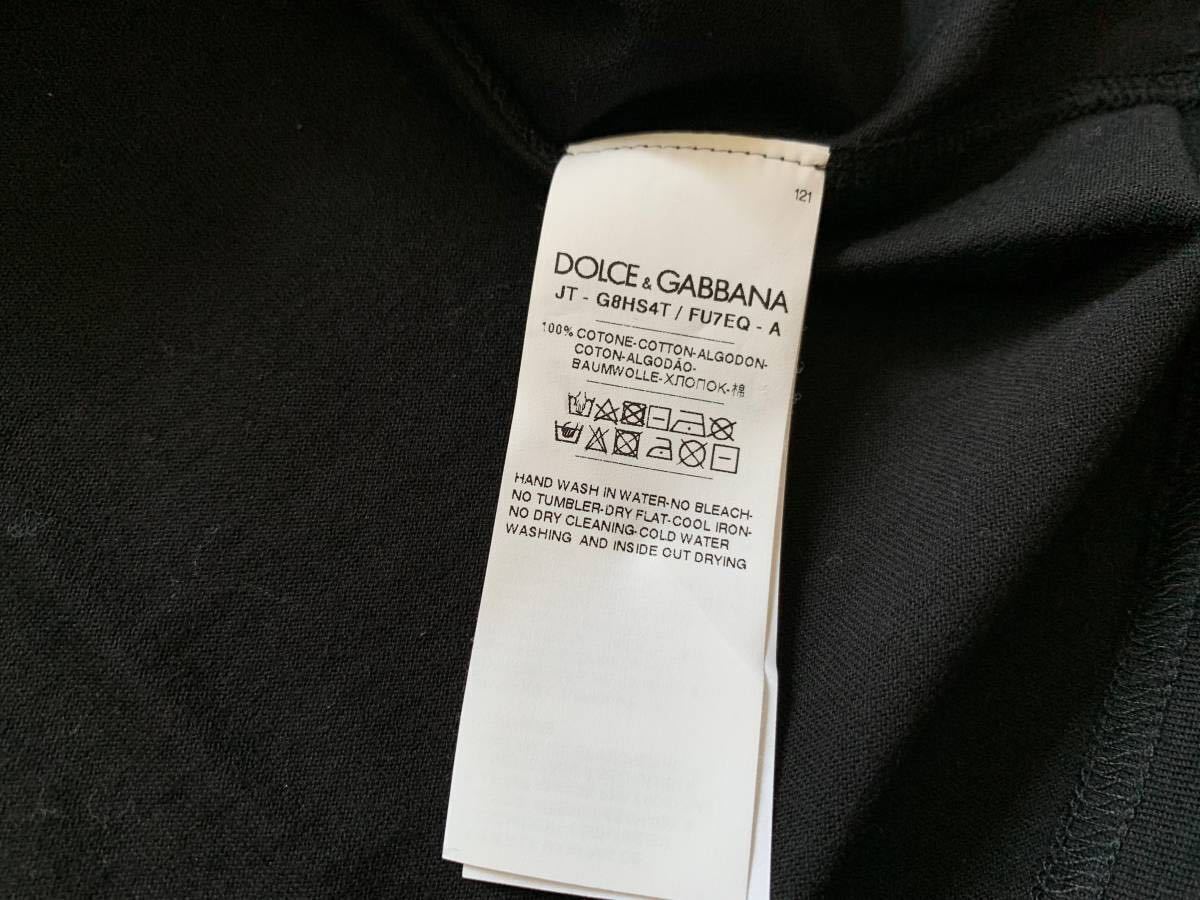 121
DOLCE & GABBANA
JT - G8HS4T / FU7EQ - A
100% COTONE-COTTON-ALGODON-
COTON-ALGODÃO-
BAUMWOLLE-ХЛОПОК-棉
HAND WASH IN WATER-NO BLEACH-
NO TUMBLER-DRY FLAT-COOL IRON-
NO DRY CLEANING-COLD WATER
WASHING AND INSIDE OUT DRYING